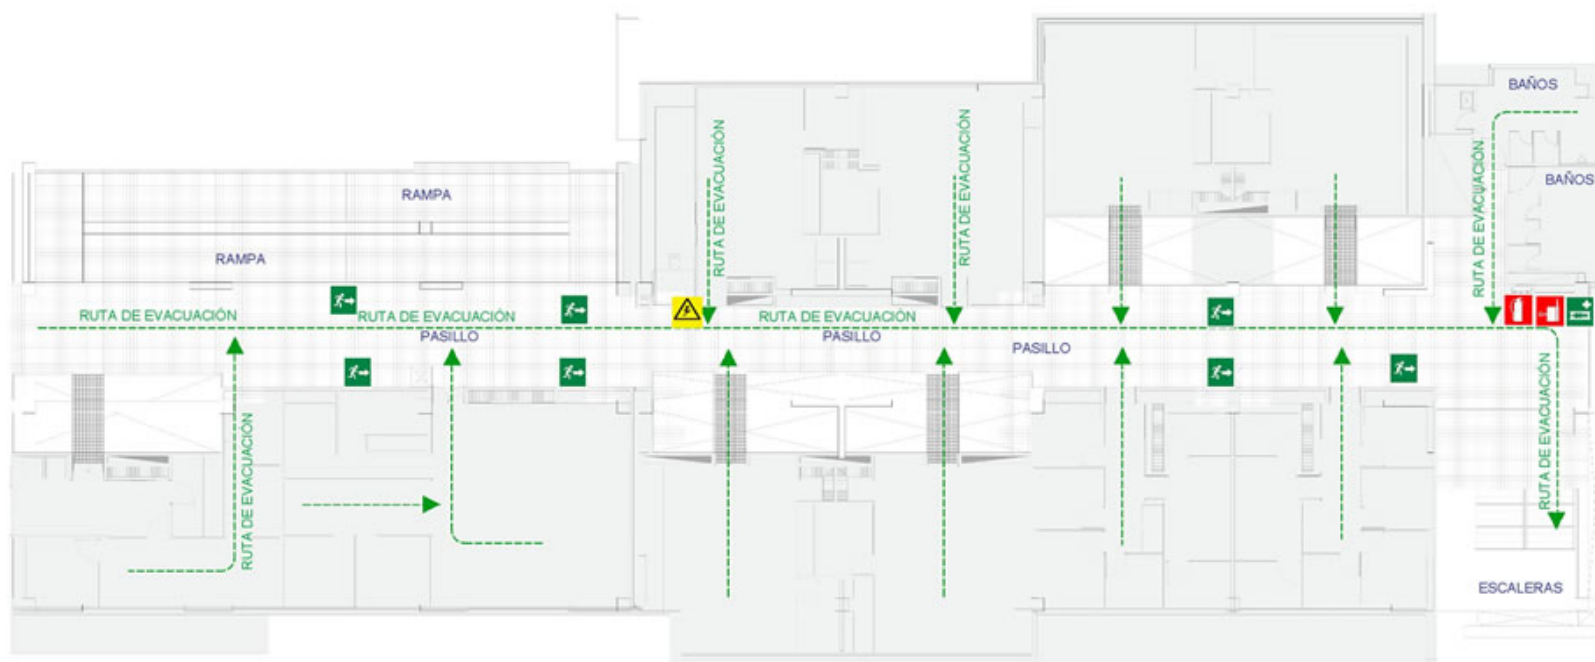 BAÑOS
BAÑOS
RAMPA
RAMPA
RUTA DE EVACUACIÓN
RUTA DE EVACUACIÓN
RUTA DE EVACUACIÓN
RUTA DE EVACUACIÓN
RUTA DE EVACUACIÓN
RUTA DE EVACUACIÓN
PASILLO
PASILLO
PASILLO
RUTA DE EVACUACIÓN
RUTA DE EVACUACIÓN
ESCALERAS